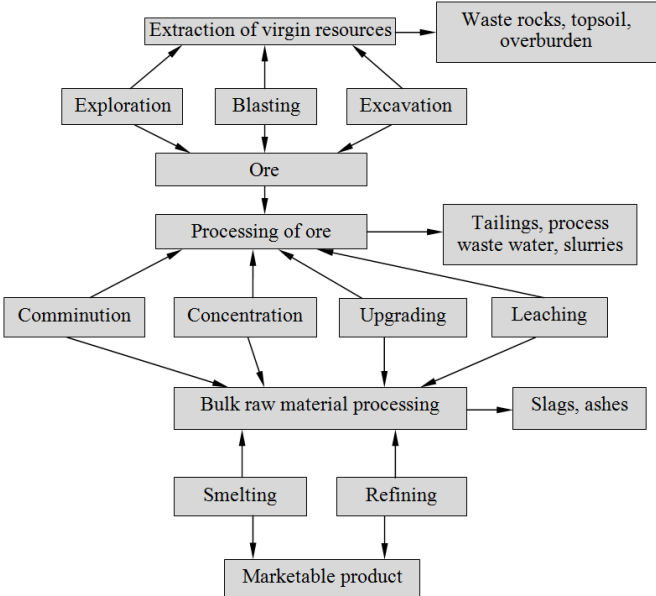 Extraction of virgin resources
Waste rocks, topsoil,
overburden
Exploration
Blasting
Excavation
Ore
Processing of ore
Tailings, process
waste water, slurries
Comminution
Concentration
Upgrading
Leaching
Bulk raw material processing
Slags, ashes
Smelting
Refining
Marketable product